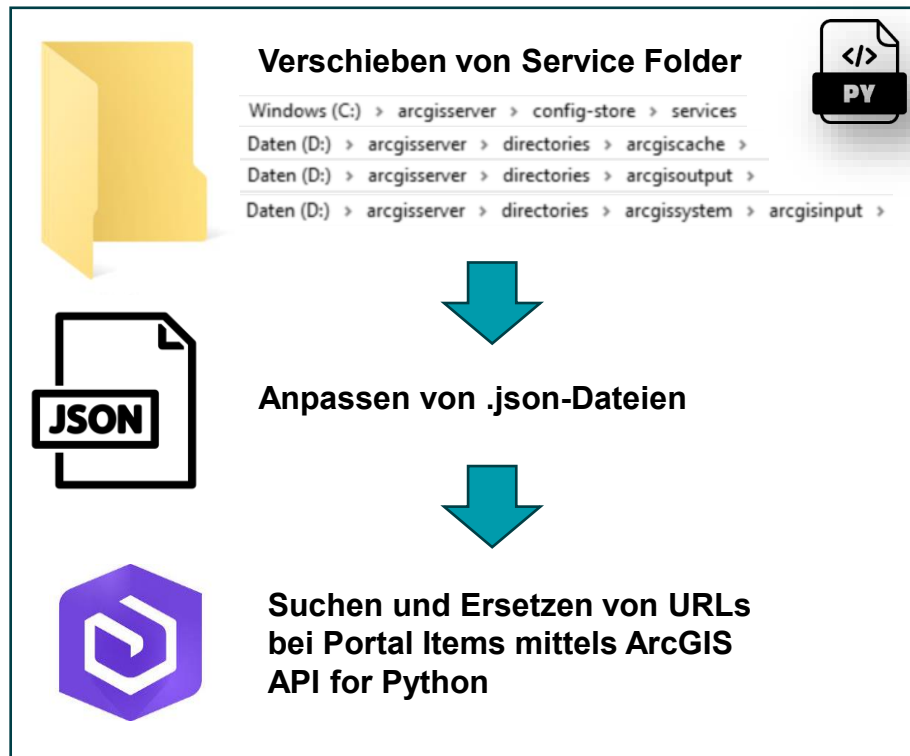 Verschieben von Service Folder
</>
PY
Windows (C:) > arcgisserver > config-store > services
Daten (D:) > arcgisserver > directories > arcgiscache >
Daten (D:) > arcgisserver > directories > arcgisoutput >
Daten (D:) > arcgisserver > directories > arcgissystem > arcgisinput >
JSON
Anpassen von .json-Dateien
Suchen und Ersetzen von URLs
bei Portal Items mittels ArcGIS
API for Python